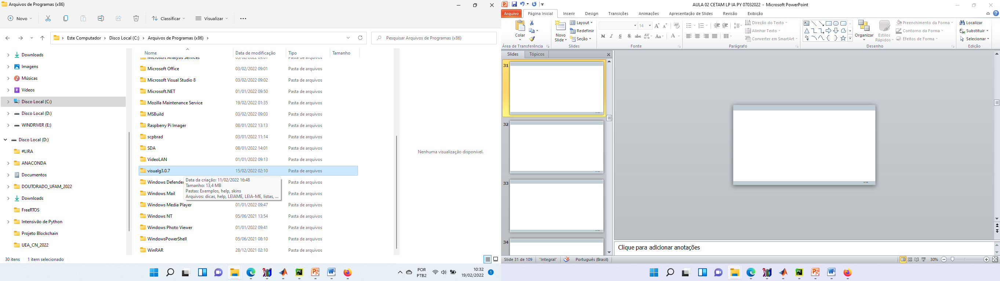 Arquivos de Programas (x86)
Novo
Classificar
Visualizar
Este Computador > Disco Local (C:) > Arquivos de Programas (x86) >
Pesquisar Arquivos de Programas (x86)
Downloads
Imagens
Músicas
Vídeos
Disco Local (C:)
Disco Local (D:)
WINDRIVER (E:)
Disco Local (D:)
#LIRA
ANACONDA
Documentos
DOUTORADO_UFAM_2022
Downloads
FreeRTOS
Intensivão de Python
Projeto Blockchain
UEA_CN_2022
Nome Data de modificação Tipo Tamanho
Microsoft Analysis Services 03/02/2022 09:01 Pasta de arquivos
Microsoft Office 03/02/2022 09:01 Pasta de arquivos
Microsoft Visual Studio 8 03/02/2022 09:02 Pasta de arquivos
Microsoft.NET 01/01/2022 09:50 Pasta de arquivos
Mozilla Maintenance Service 19/02/2022 01:35 Pasta de arquivos
MSBuild 03/02/2022 09:03 Pasta de arquivos
Raspberry Pi Imager 08/01/2022 13:13 Pasta de arquivos
scpbrad 03/01/2022 11:14 Pasta de arquivos
SDA 08/01/2022 14:01 Pasta de arquivos
VideoLAN 01/01/2022 09:13 Pasta de arquivos
visualg3.0.7 15/02/2022 02:10 Pasta de arquivos
Windows Defender Pasta de arquivos
Windows Mail Pasta de arquivos
Windows Media Player 01/01/2022 09:47 Pasta de arquivos
Windows NT 05/06/2021 13:54 Pasta de arquivos
Windows Photo Viewer 01/01/2022 09:41 Pasta de arquivos
WindowsPowerShell 05/06/2021 08:10 Pasta de arquivos
WinRAR 28/12/2021 02:10 Pasta de arquivos
Data da criação: 11/02/2022 16:48
Tamanho: 13,4 MB
Pastas: Exemplos, help, skins
Arquivos: dicas, help, LEIAME, LEIA-ME, listas, ...
Nenhuma visualização disponível.
30 itens 1 item selecionado
POR
PTB2
10:32
19/02/2022
1
AULA 02 CETAM LP IA PY 07032022 - Microsoft PowerPoint
Arquivo Página Inicial Inserir Design Transições Animações Apresentação de Slides Revisão Exibição
Colar
Área de Transferência
Novo
Slide
Layout
Redefinir
Seção
Slides
14
N I S S abc AV Aa A
Fonte
Direção do Texto
Alinhar Texto
Converter em SmartArt
Parágrafo
Organizar
Estilos
Rápidos
Preenchimento da Forma
Contorno da Forma
Efeitos de Forma
Desenho
Localizar
Substituir
Selecionar
Edição
Slides Tópicos
31
32
33
34
Clique para adicionar anotações
Slide 31 de 109 "Integral" Português (Brasil) 30%